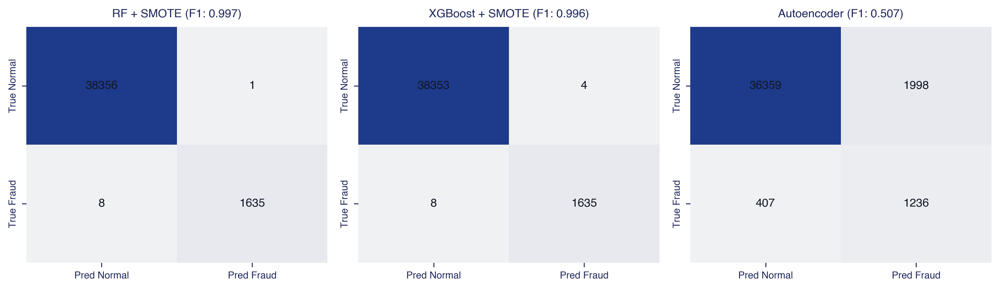 RF + SMOTE (F1: 0.997)
True Normal
38356
1
True Fraud
8
1635
Pred Normal
Pred Fraud
XGBoost + SMOTE (F1: 0.996)
True Normal
38353
4
True Fraud
8
1635
Pred Normal
Pred Fraud
Autoencoder (F1: 0.507)
True Normal
36359
1998
True Fraud
407
1236
Pred Normal
Pred Fraud